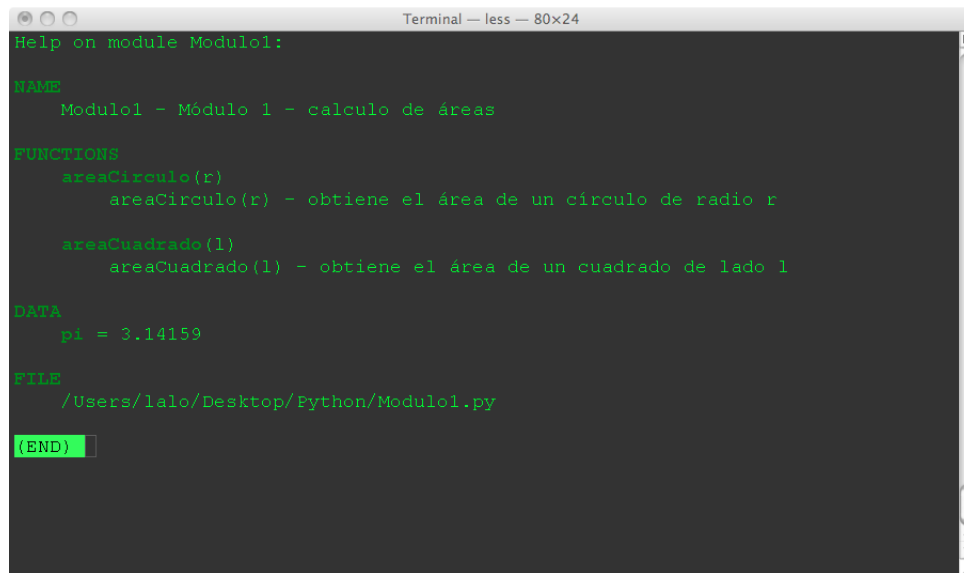 Terminal — less — 80×24
Help on module Modulo1:
NAME
Modulo1 - Módulo 1 - calculo de áreas
FUNCTIONS
areaCirculo(r)
areaCirculo(r) - obtiene el área de un círculo de radio r
areaCuadrado(l)
areaCuadrado(l) - obtiene el área de un cuadrado de lado l
DATA
pi = 3.14159
FILE
/Users/lalo/Desktop/Python/Modulo1.py
(END)